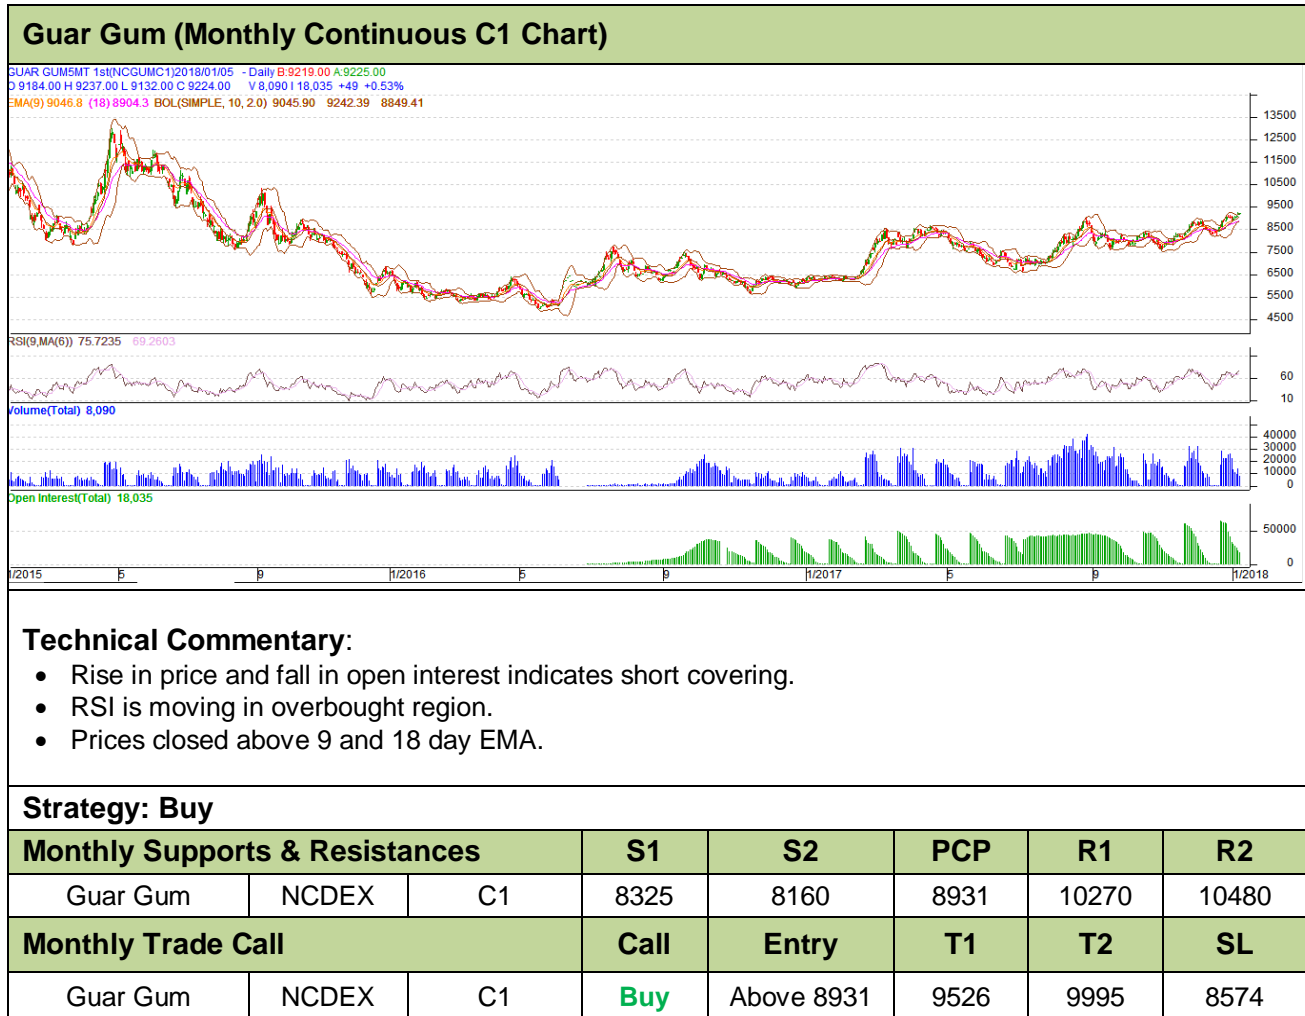 Guar Gum (Monthly Continuous C1 Chart)
GUAR GUM5MT 1st(NCGUMC1)2018/01/05 - Daily B:9219.00 A:9225.00
O 9184.00 H 9237.00 L 9132.00 C 9224.00 V 8,090 I 18,035 +49 +0.53%
EMA(9) 9046.8 (18) 8904.3 BOL(SIMPLE, 10, 2.0) 9045.90 9242.39 8849.41
13500
12500
11500
10500
9500
8500
7500
6500
5500
4500
RSI(9,MA(6)) 75.7235 69.2603
60
10
Volume(Total) 8,090
40000
30000
20000
10000
0
Open Interest(Total) 18,035
50000
0
1/2015 5 9 1/2016 5 9 1/2017 5 9 1/2018
Technical Commentary:
• Rise in price and fall in open interest indicates short covering.
• RSI is moving in overbought region.
• Prices closed above 9 and 18 day EMA.
Strategy: Buy
Monthly Supports & Resistances S1 S2 PCP R1 R2
Guar Gum NCDEX C1 8325 8160 8931 10270 10480
Monthly Trade Call Call Entry T1 T2 SL
Guar Gum NCDEX C1 Buy Above 8931 9526 9995 8574